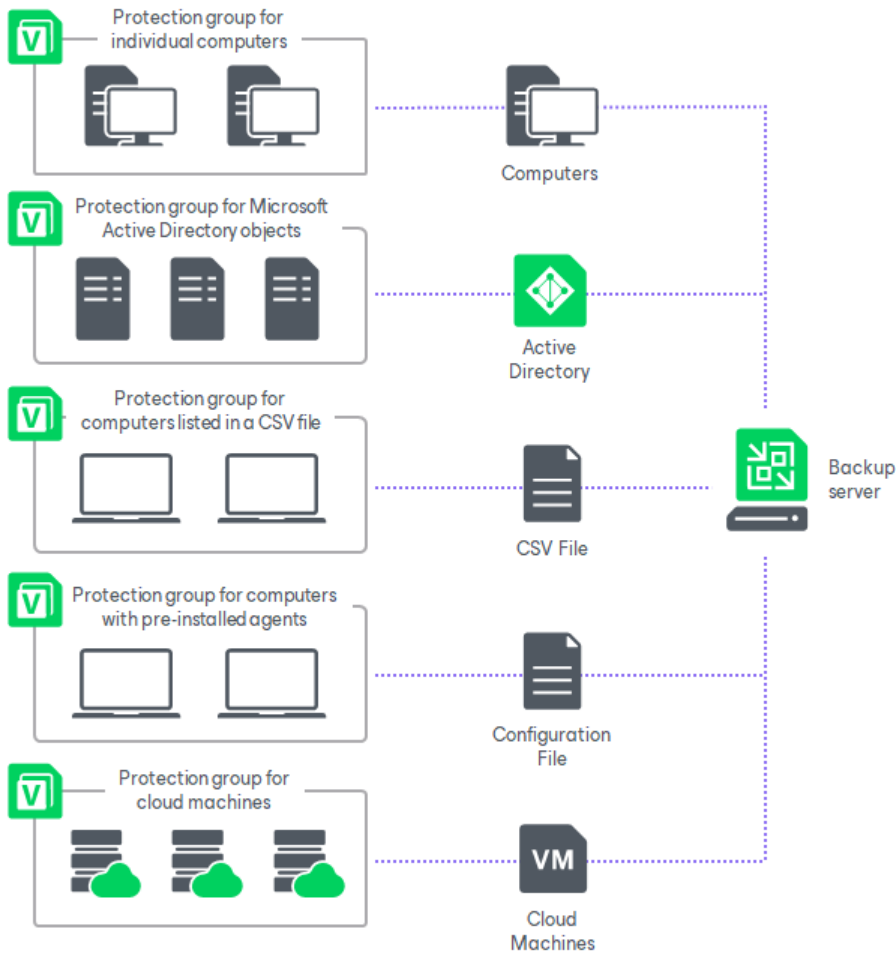 Protection group for
individual computers
Computers
Protection group for Microsoft
Active Directory objects
Active
Directory
Protection group for
computers listed in a CSV file
CSV File
Backup
server
Protection group for computers
with pre-installed agents
Configuration
File
Protection group for
cloud machines
VM
Cloud
Machines
V
V
V
V
V